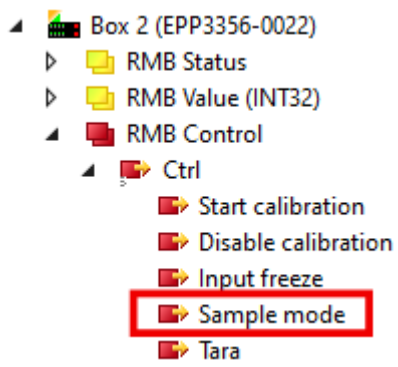 Box 2 (EPP3356-0022)
RMB Status
RMB Value (INT32)
RMB Control
Ctrl
Start calibration
Disable calibration
Input freeze
Sample mode
Tara